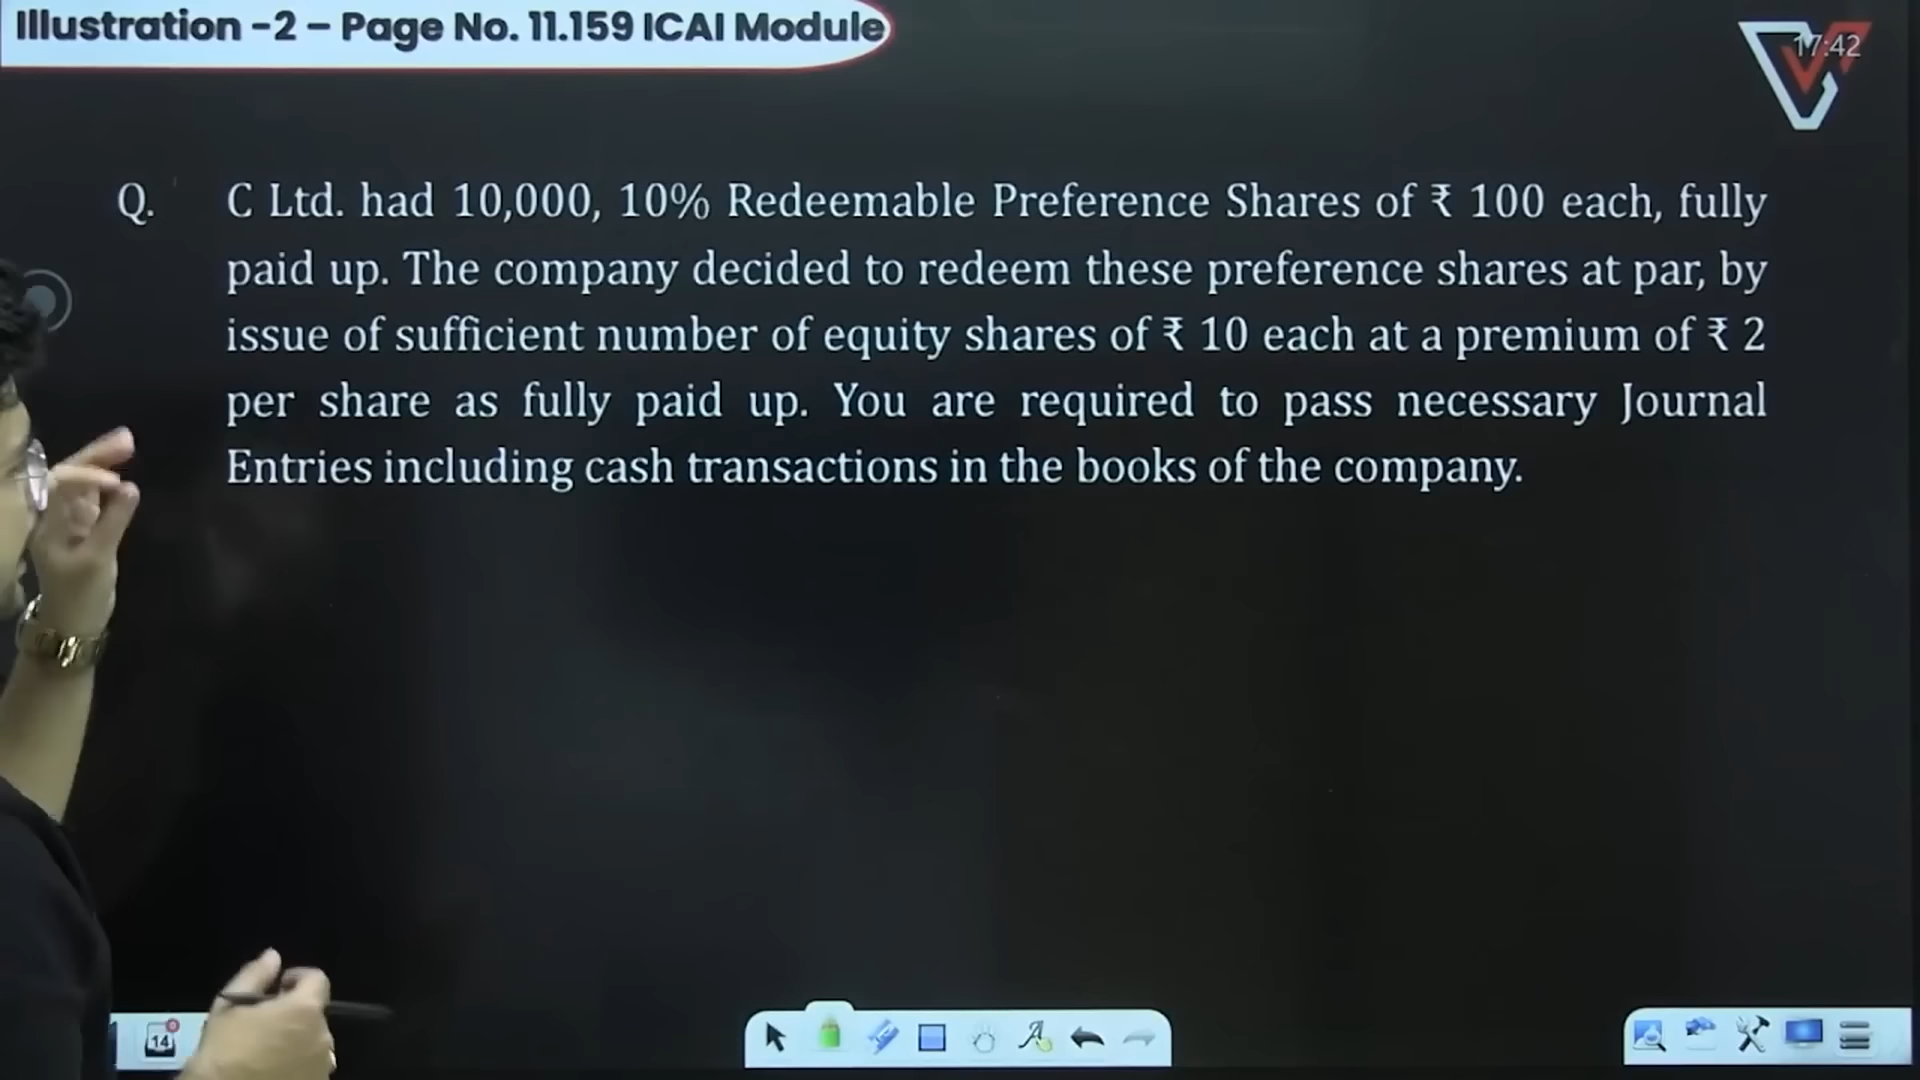 Illustration -2 – Page No. 11.159 ICAI Module
17:42
Q. C Ltd. had 10,000, 10% Redeemable Preference Shares of ₹ 100 each, fully
paid up. The company decided to redeem these preference shares at par, by
issue of sufficient number of equity shares of ₹ 10 each at a premium of ₹ 2
per share as fully paid up. You are required to pass necessary Journal
Entries including cash transactions in the books of the company.
14